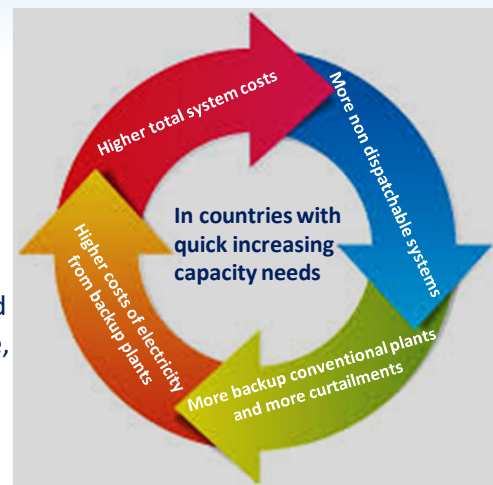 Higher total system costs
More non dispatchable systems
In countries with
quick increasing
capacity needs
d
e,
More backup conventional plants
and more curtailments
Higher costs of electricity
from backup plants